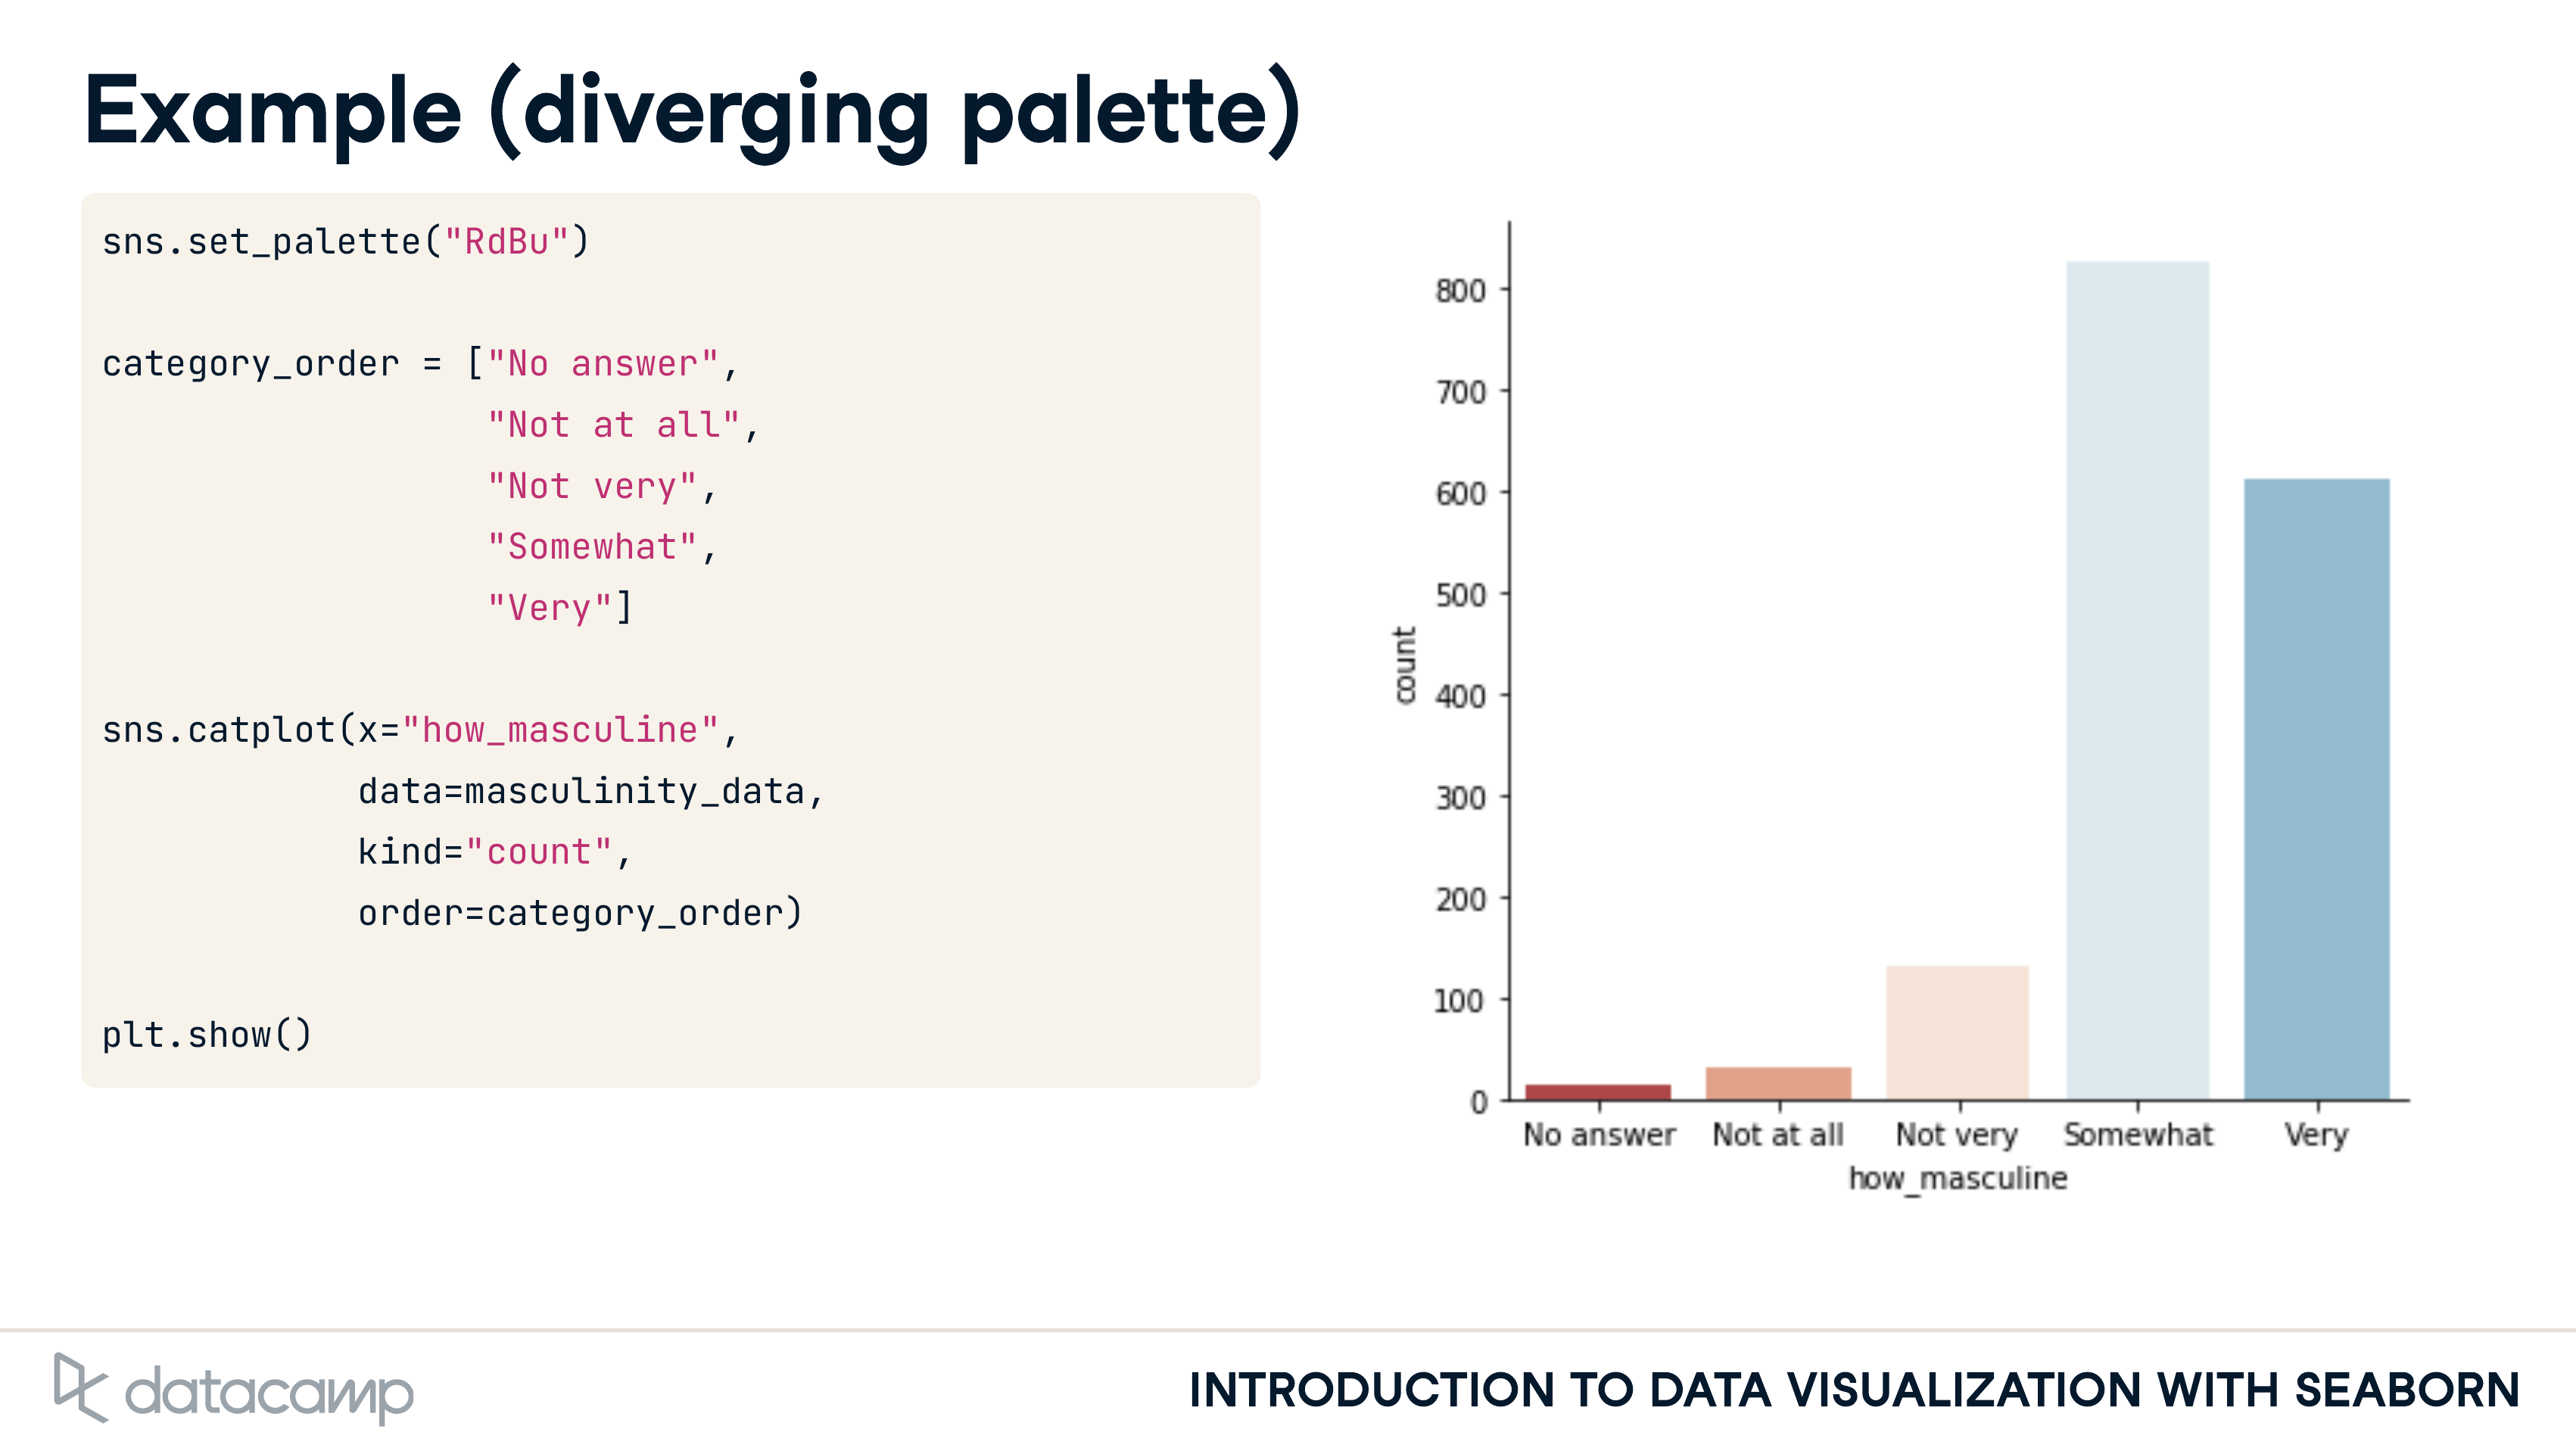 Example (diverging palette)
sns.set_palette("RdBu")
category_order = ["No answer",
"Not at all",
"Not very",
"Somewhat",
"Very"]
sns.catplot(x="how_masculine",
data=masculinity_data,
kind="count",
order=category_order)
plt.show()
800
700
600
500
400
300
200
100
0
count
No answer Not at all Not very Somewhat Very
how_masculine
datacamp
INTRODUCTION TO DATA VISUALIZATION WITH SEABORN